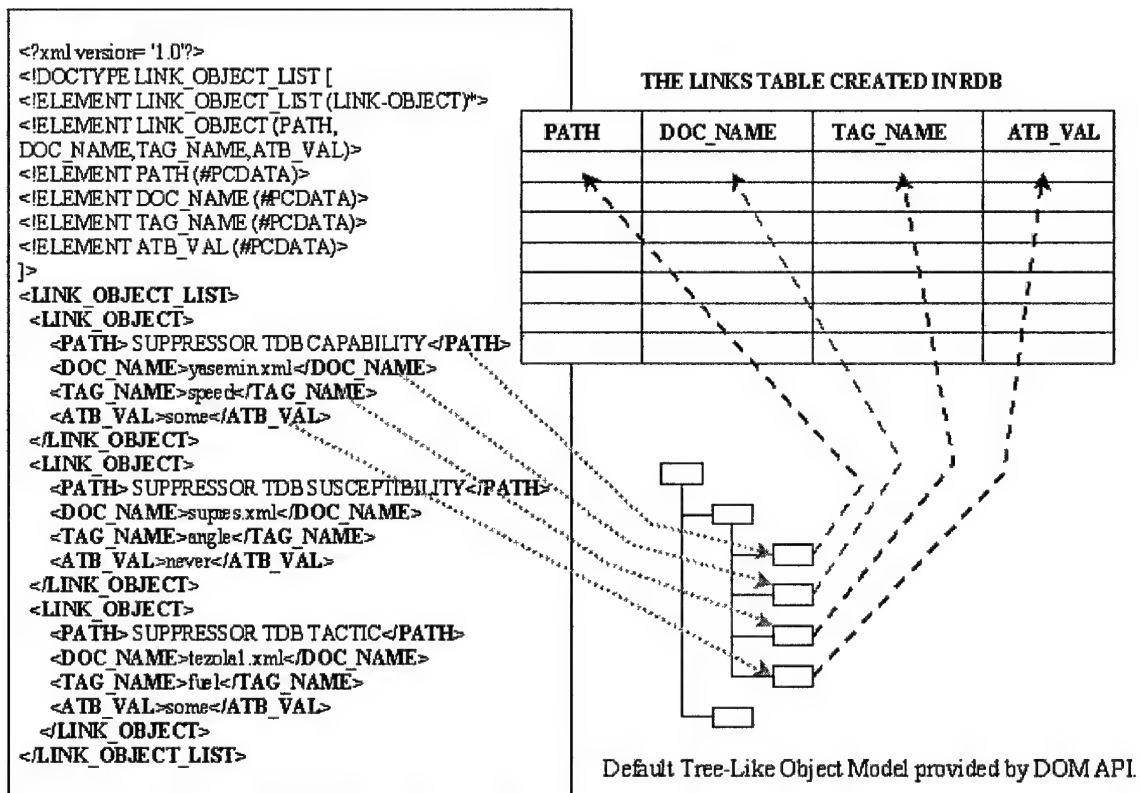 <?xml version= '1.0'?>
<!DOCTYPE LINK_OBJECT_LIST [
<!ELEMENT LINK_OBJECT_LIST (LINK-OBJECT)*>
<!ELEMENT LINK_OBJECT (PATH,
DOC_NAME,TAG_NAME,ATB_VAL)>
<!ELEMENT PATH (#PCDATA)>
<!ELEMENT DOC_NAME (#PCDATA)>
<!ELEMENT TAG_NAME (#PCDATA)>
<!ELEMENT ATB_VAL (#PCDATA)>
]>
<LINK_OBJECT_LIST>
<LINK_OBJECT>
<PATH> SUPPRESSOR TDB CAPABILITY</PATH>
<DOC_NAME>yasemin.xml</DOC_NAME>
<TAG_NAME>speed</TAG_NAME>
<ATB_VAL>some</ATB_VAL>
</LINK_OBJECT>
<LINK_OBJECT>
<PATH> SUPPRESSOR TDB SUSCEPTIBILITY</PATH>
<DOC_NAME>supres.xml</DOC_NAME>
<TAG_NAME>angle</TAG_NAME>
<ATB_VAL>never</ATB_VAL>
</LINK_OBJECT>
<LINK_OBJECT>
<PATH> SUPPRESSOR TDB TACTIC</PATH>
<DOC_NAME>tezola1.xml</DOC_NAME>
<TAG_NAME>fuel</TAG_NAME>
<ATB_VAL>some</ATB_VAL>
</LINK_OBJECT>
</LINK_OBJECT_LIST>
THE LINKS TABLE CREATED IN RDB
PATH DOC_NAME TAG_NAME ATB_VAL
Default Tree-Like Object Model provided by DOM API.